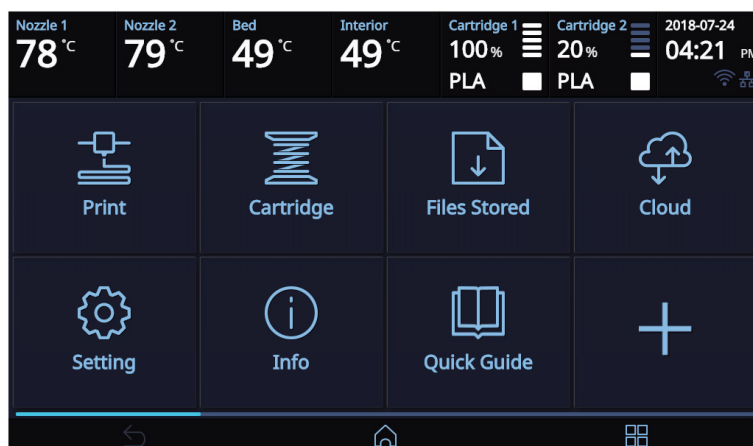 Nozzle 1
78 °C
Nozzle 2
79 °C
Bed
49 °C
Interior
49 °C
Cartridge 1
100 %
PLA
Cartridge 2
20 %
PLA
2018-07-24
04:21 PM
Print
Cartridge
Files Stored
Cloud
Setting
Info
Quick Guide